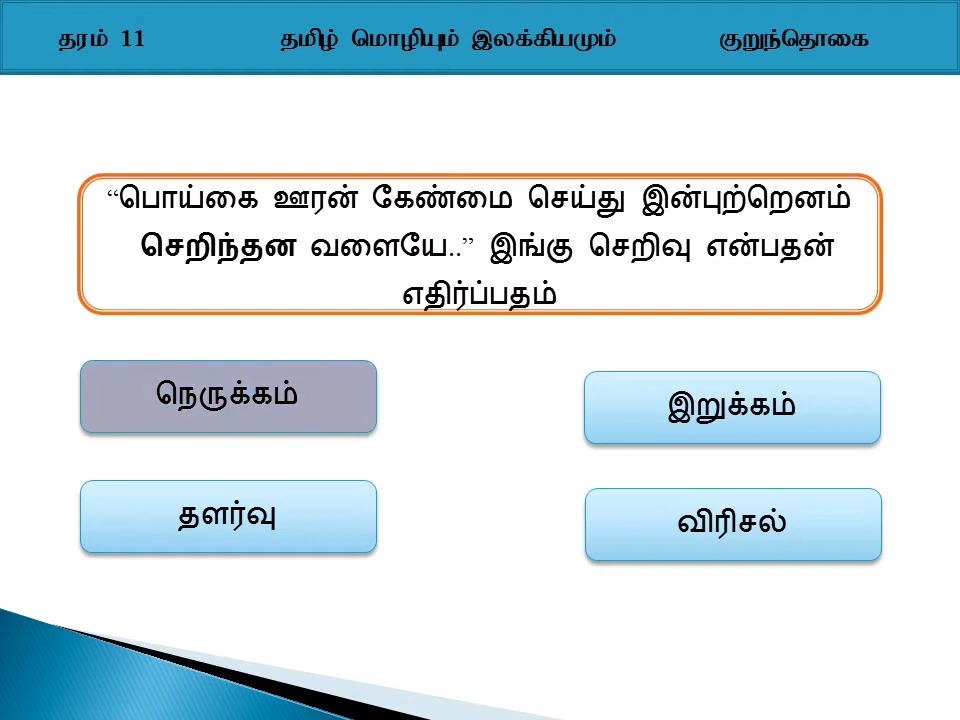 தரம் 11 தமிழ் மொழியும் இலக்கியமும் குறுந்தொகை
“பொய்கை ஊரன் கேண்மை செய்து இன்புற்றெனம்
செறிந்தன வளையே..” இங்கு செறிவு என்பதன்
எதிர்ப்பதம்
நெருக்கம்
இறுக்கம்
தளர்வு
விரிசல்